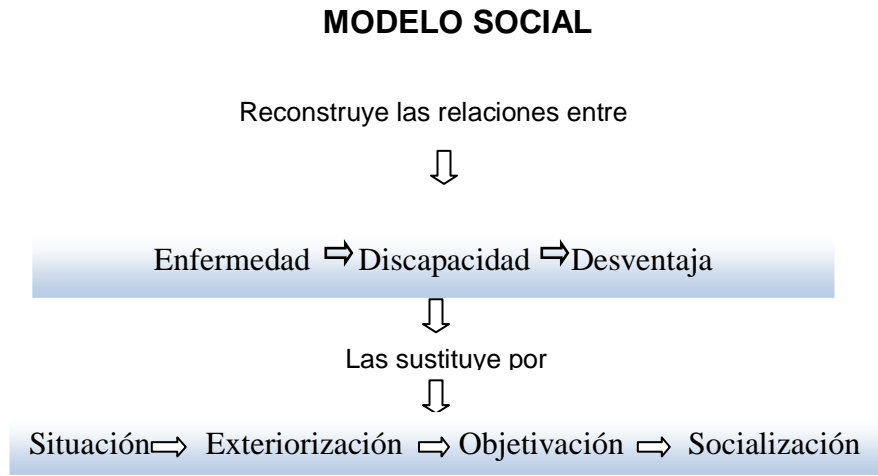 MODELO SOCIAL
Reconstruye las relaciones entre
Enfermedad ⇨ Discapacidad ⇨ Desventaja
Las sustituye por
Situación ⇨ Exteriorización ⇨ Objetivación ⇨ Socialización